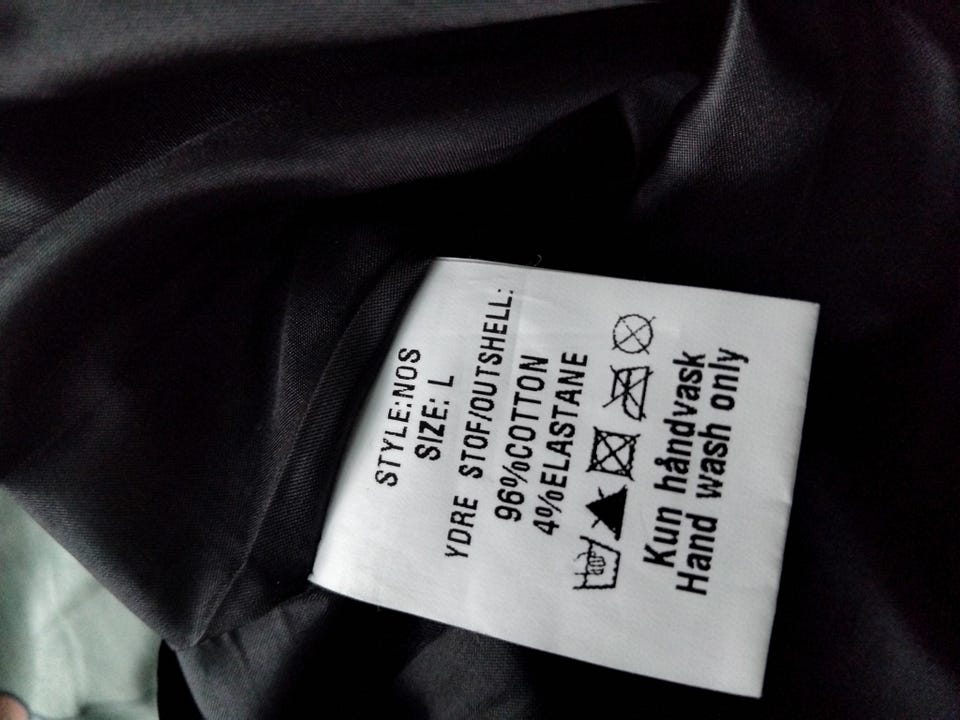 STYLE:NOS
SIZE: L
YDRE STOF/OUTSHELL:
96%COTTON
4%ELASTANE
Kun håndvask
Hand wash only